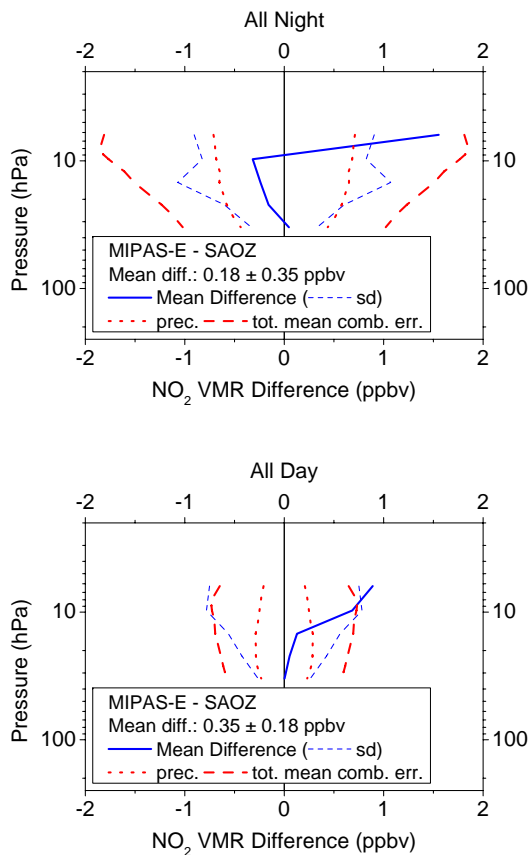 All Night
-2 -1 0 1 2
10
10
Pressure (hPa)
MIPAS-E - SAOZ
Mean diff.: 0.18 ± 0.35 ppbv
Mean Difference ( sd)
prec. tot. mean comb. err.
100
100
-2 -1 0 1 2
NO₂ VMR Difference (ppbv)
All Day
-2 -1 0 1 2
10
10
Pressure (hPa)
MIPAS-E - SAOZ
Mean diff.: 0.35 ± 0.18 ppbv
Mean Difference ( sd)
prec. tot. mean comb. err.
100
100
-2 -1 0 1 2
NO₂ VMR Difference (ppbv)